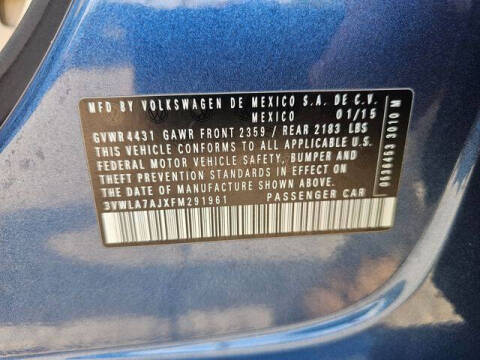 MFD BY VOLKSWAGEN DE MEXICO S.A. DE C.V.
MEXICO 01/15
GVWR 4431 GAWR FRONT 2359 / REAR 2183 LBS
THIS VEHICLE CONFORMS TO ALL APPLICABLE
FEDERAL MOTOR VEHICLE SAFETY, BUMPER AND
THEFT PREVENTION STANDARDS IN EFFECT ON
THE DATE OF MANUFACTURE SHOWN ABOVE
3VWLA7AJXFM291961 PASSENGER CAR